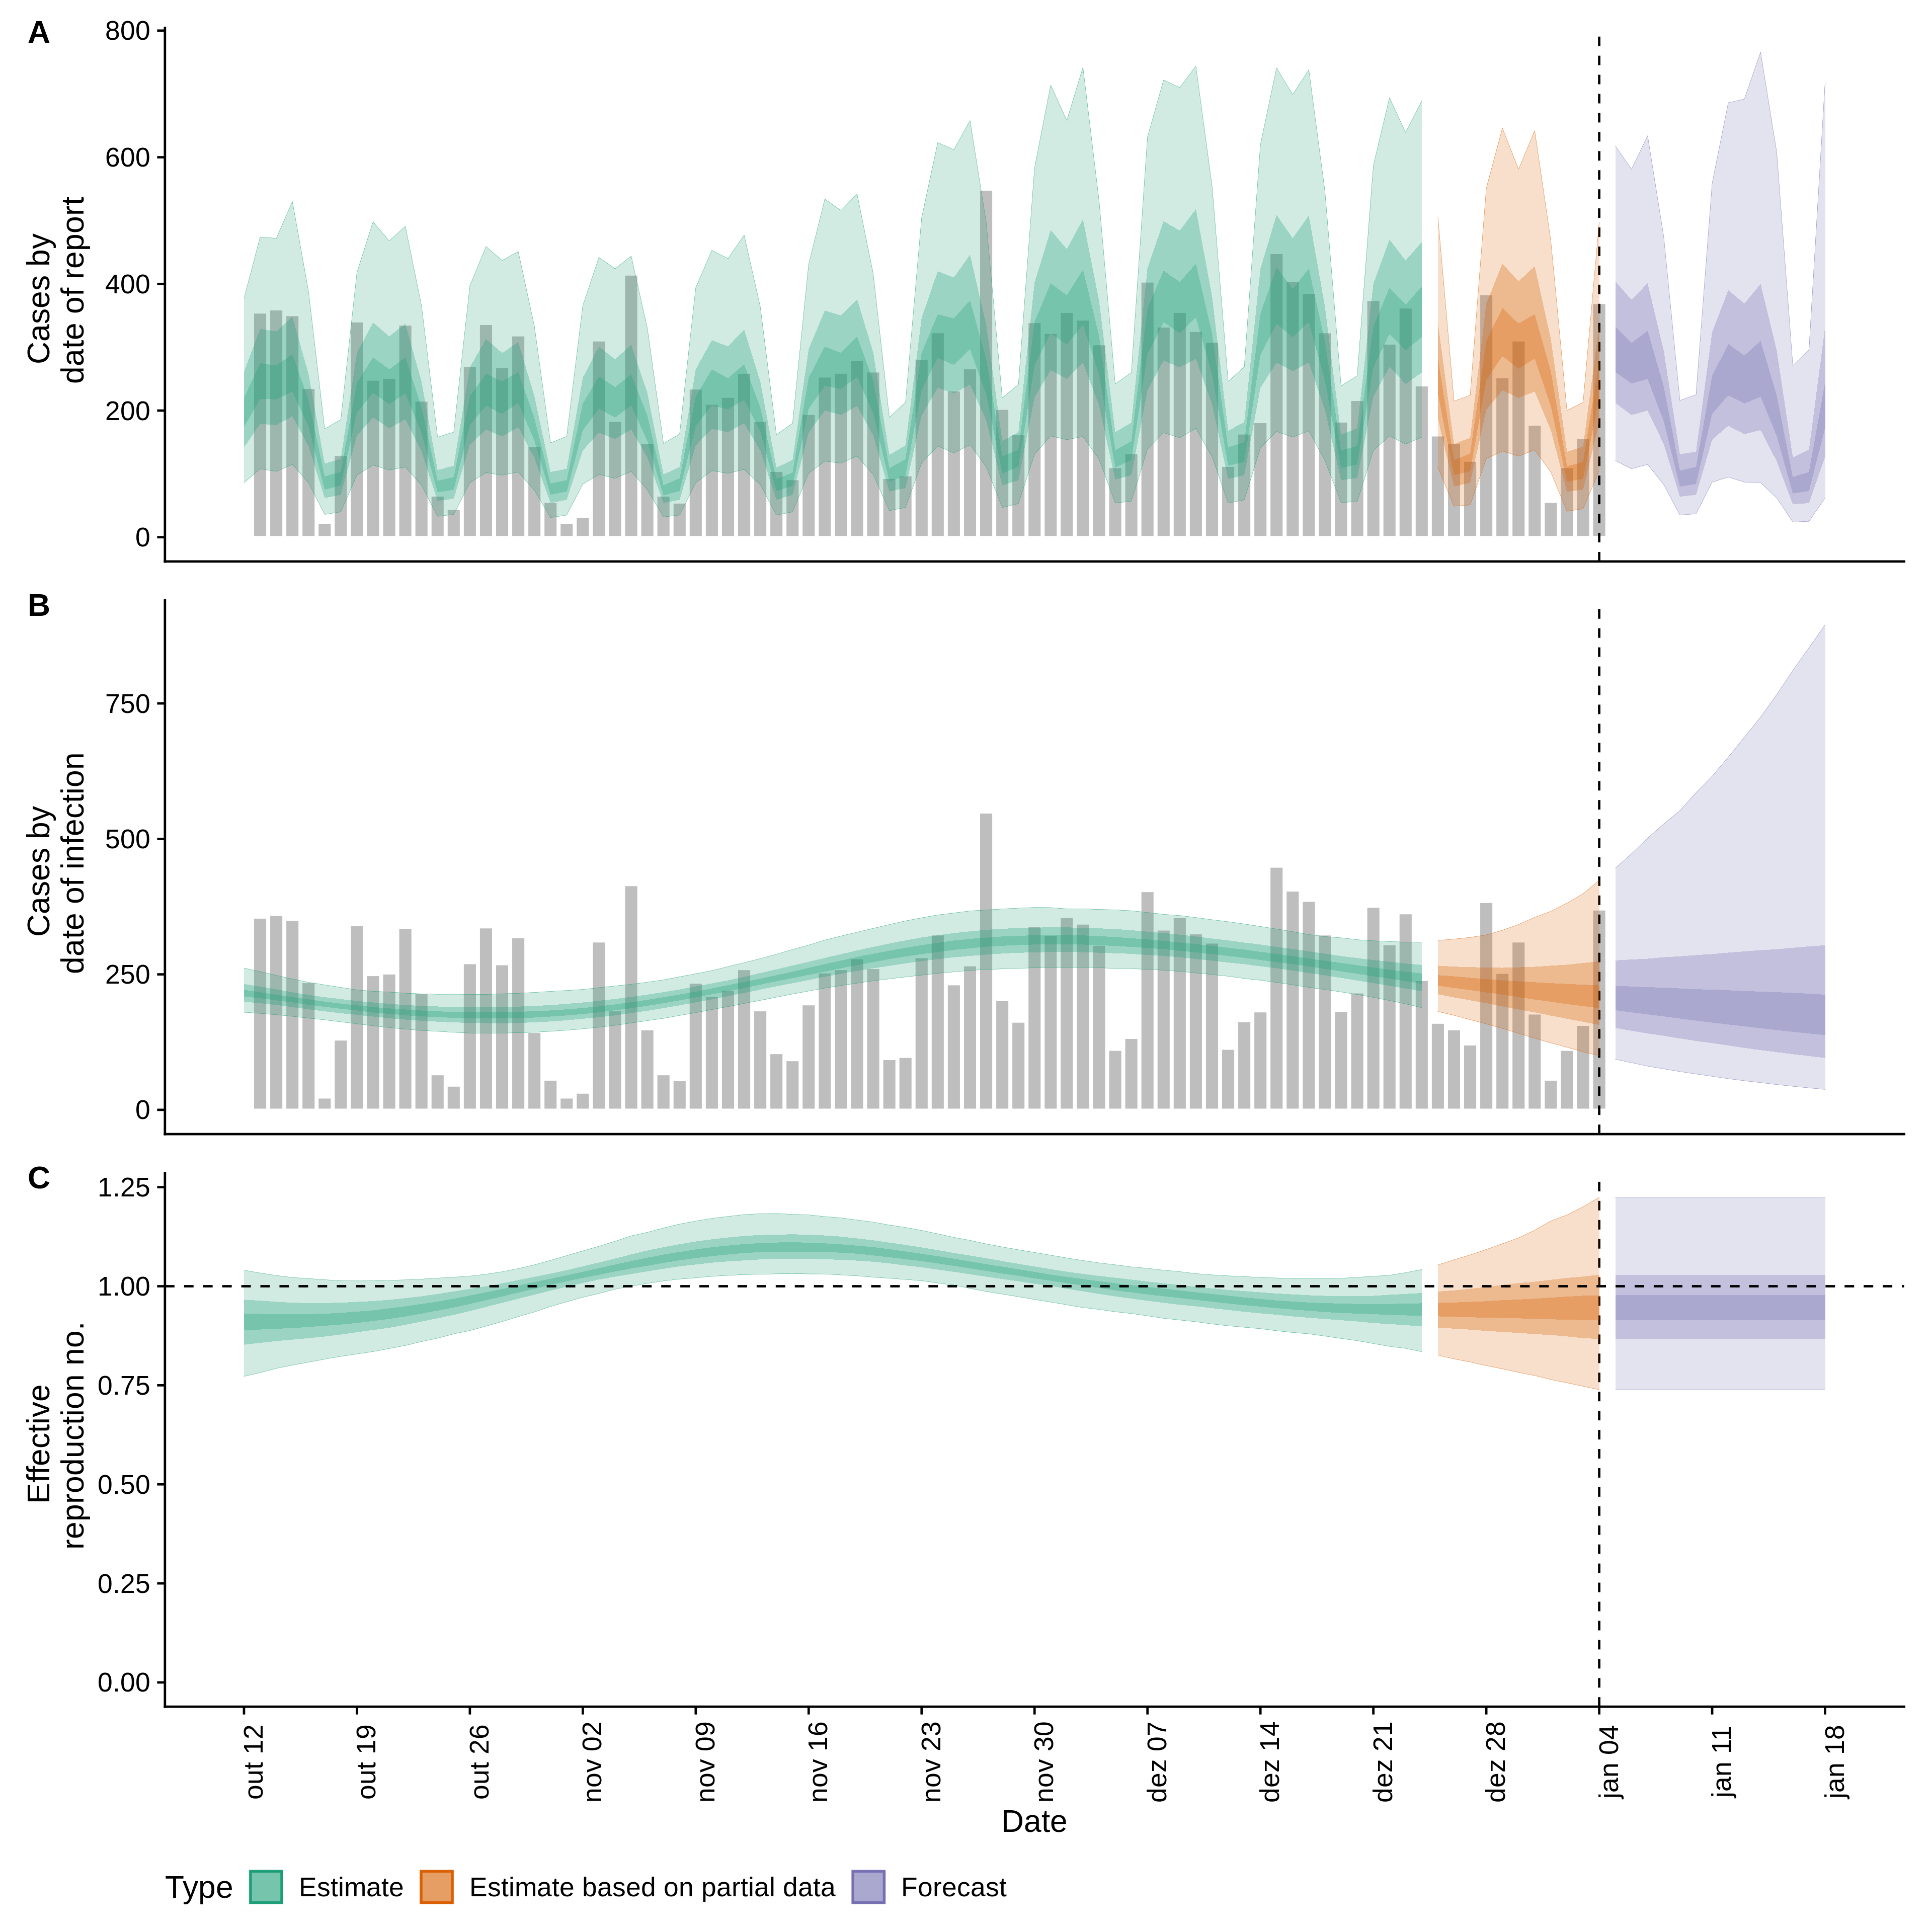 A
800
600
400
200
0
Cases by
date of report
B
750
500
250
0
Cases by
date of infection
C
1.25
1.00
0.75
0.50
0.25
0.00
Effective
reproduction no.
out 12
out 19
out 26
nov 02
nov 09
nov 16
nov 23
nov 30
dez 07
dez 14
dez 21
dez 28
jan 04
jan 11
jan 18
Date
Type Estimate Estimate based on partial data Forecast